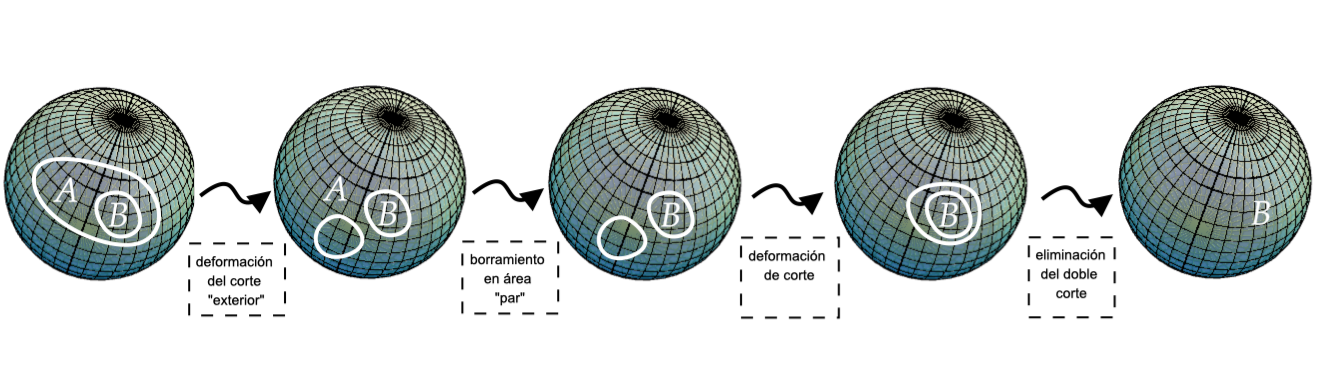 A
B
A
B
B
B
B
deformación
del corte
"exterior"
borramiento
en área
"par"
deformación
de corte
eliminación
del doble
corte